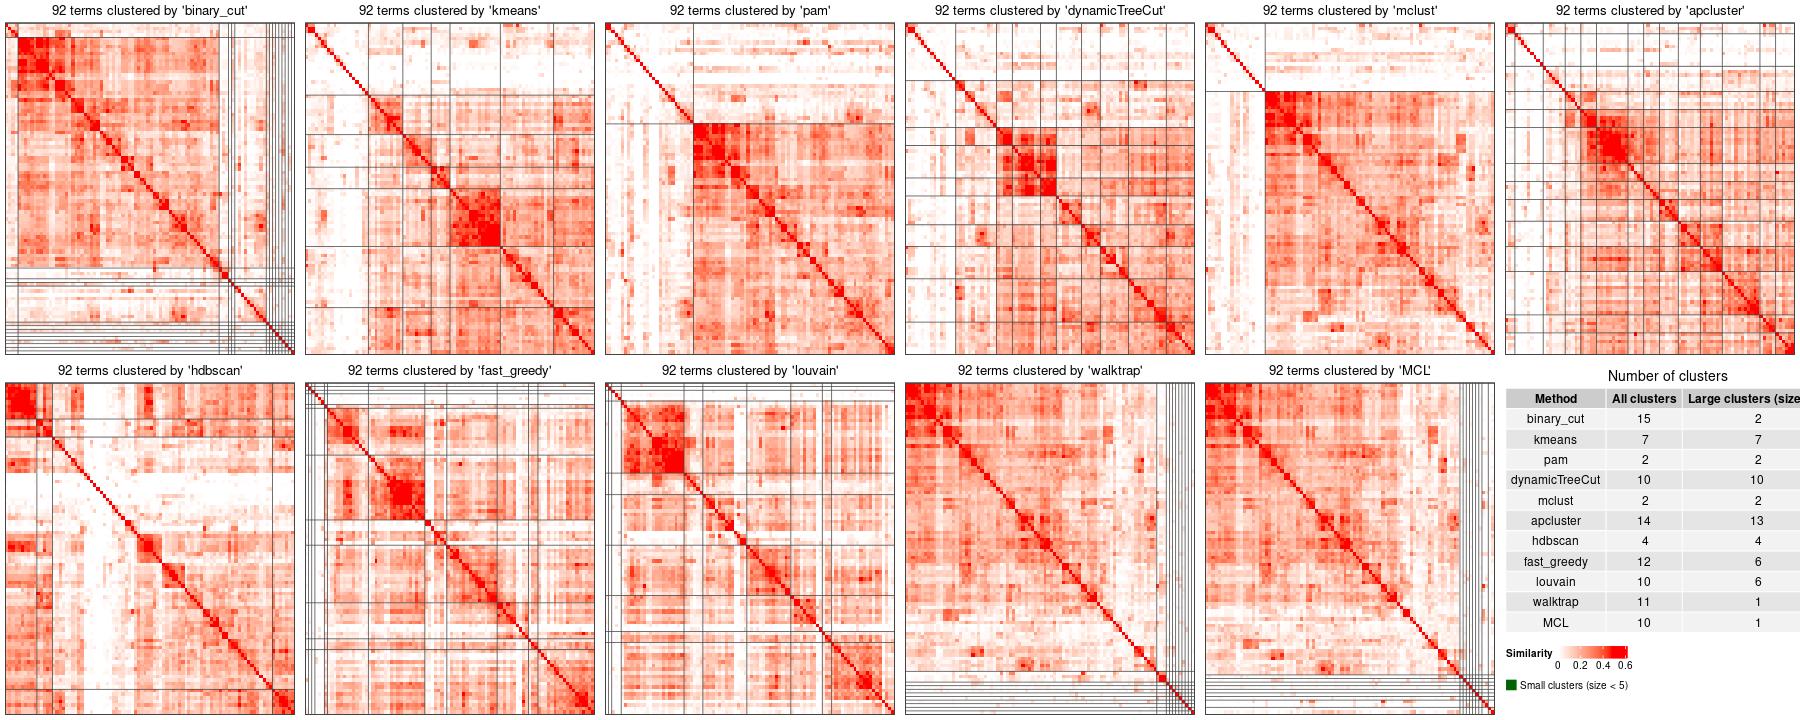 92 terms clustered by 'binary_cut'
92 terms clustered by 'kmeans'
92 terms clustered by 'pam'
92 terms clustered by 'dynamicTreeCut'
92 terms clustered by 'mclust'
92 terms clustered by 'apcluster'
92 terms clustered by 'hdbscan'
92 terms clustered by 'fast_greedy'
92 terms clustered by 'louvain'
92 terms clustered by 'walktrap'
92 terms clustered by 'MCL'
Number of clusters
Method All clusters Large clusters (size
binary_cut 15 2
kmeans 7 7
pam 2 2
dynamicTreeCut 10 10
mclust 2 2
apcluster 14 13
hdbscan 4 4
fast_greedy 12 6
louvain 10 6
walktrap 11 1
MCL 10 1
Similarity
0 0.2 0.4 0.6
Small clusters (size < 5)